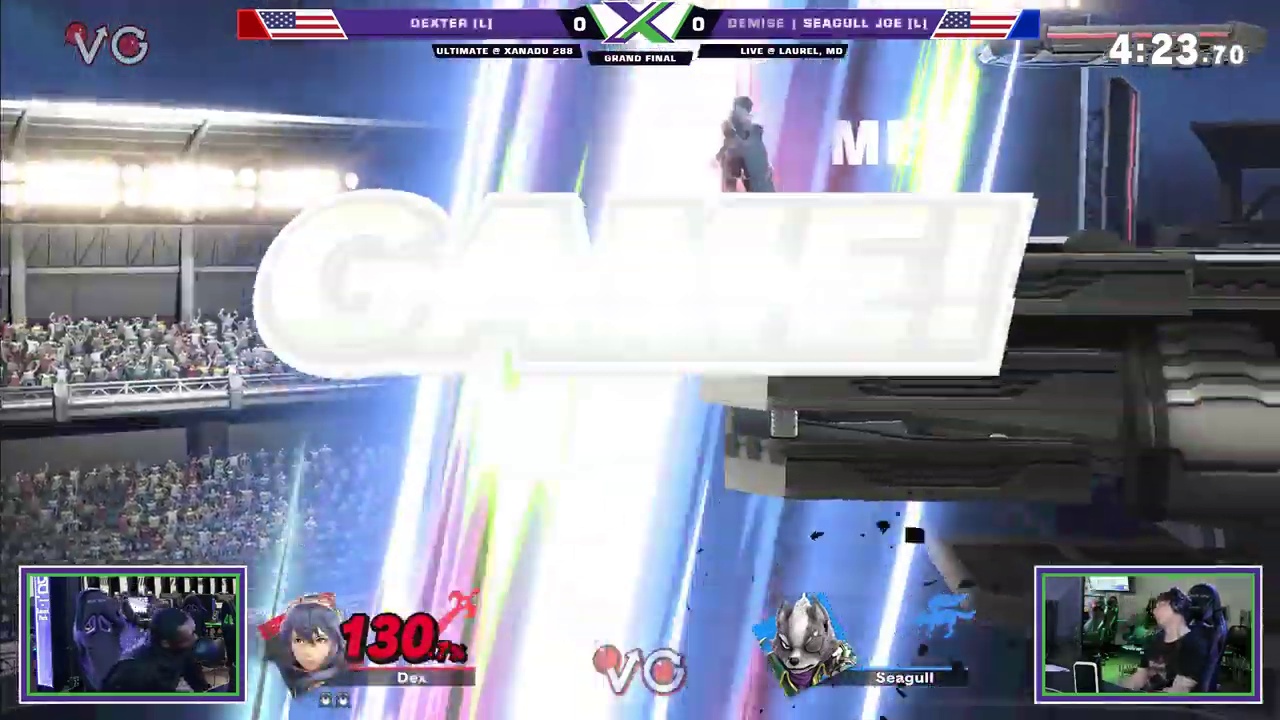 DEXTER [L]
0
0
DEMISE | SEAGULL JOE [L]
ULTIMATE @ XANADU 288
GRAND FINAL
LIVE @ LAUREL, MD
4:23.70
VG
GAME!
130.7%
Dex
VG
Seagull